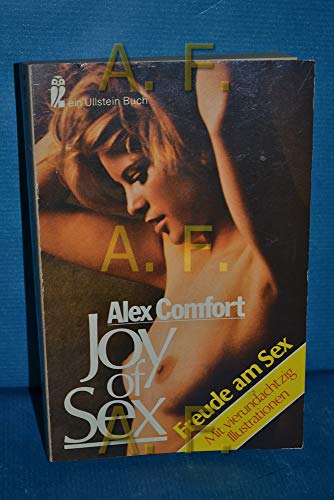 A. F.
ein Ullstein Buch
A. F.
Alex Comfort
Joy
of
Sex
Freude am Sex
Mit vierundachtzig
Illustrationen
A. F.